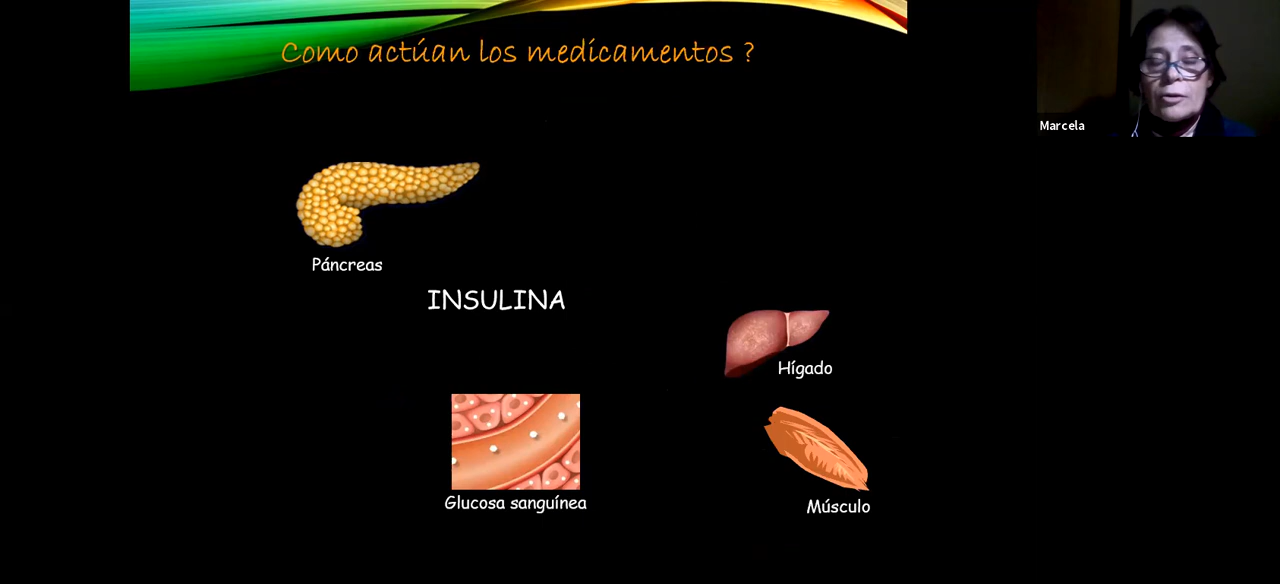 Como actúan los medicamentos ?
Marcela
Páncreas
INSULINA
Hígado
Glucosa sanguínea
Músculo